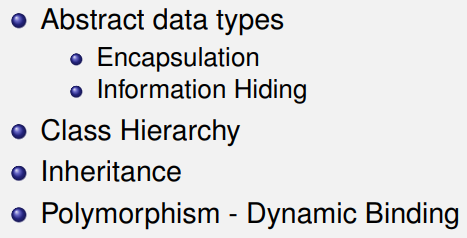 Abstract data types
Encapsulation
Information Hiding
Class Hierarchy
Inheritance
Polymorphism - Dynamic Binding